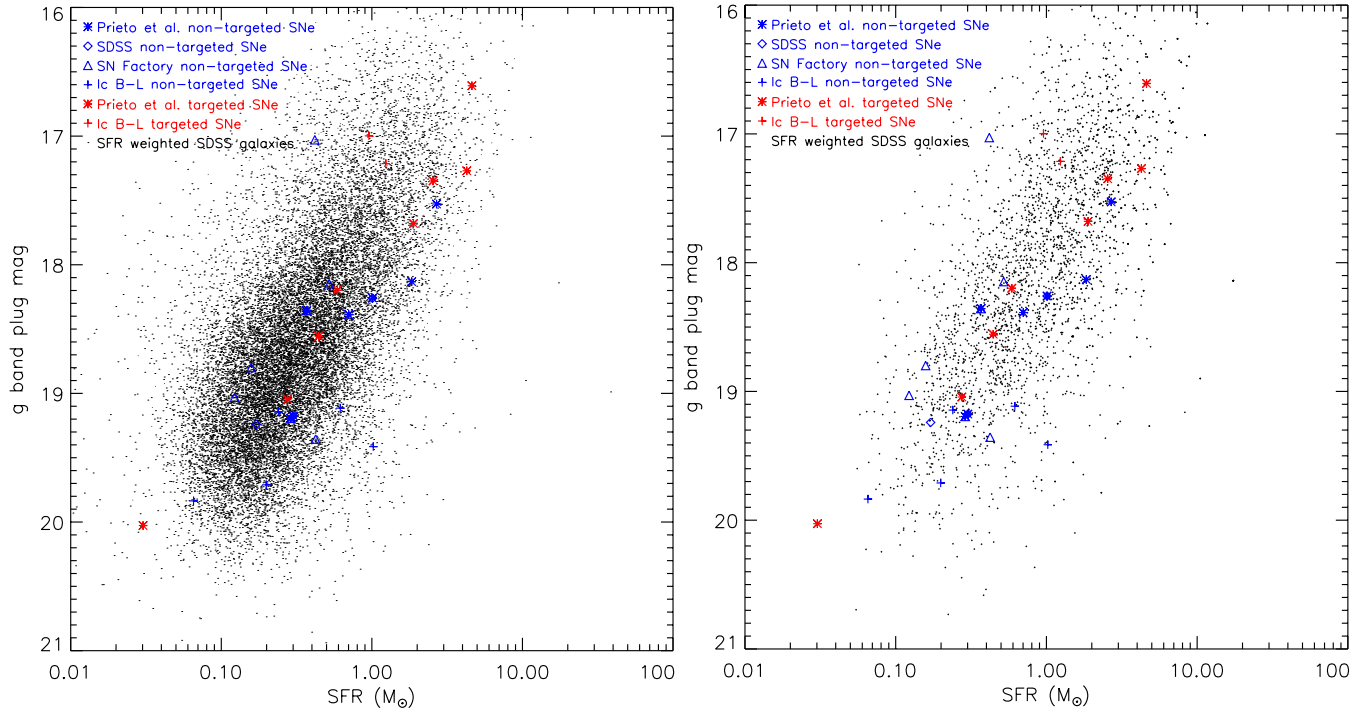 16
17
18
19
20
21
g band plug mag
Prieto et al. non-targeted SNe
SDSS non-targeted SNe
SN Factory non-targeted SNe
Ic B-L non-targeted SNe
Prieto et al. targeted SNe
Ic B-L targeted SNe
SFR weighted SDSS galaxies
0.01 0.10 1.00 10.00 100
SFR (M⊙)
16
17
18
19
20
21
g band plug mag
Prieto et al. non-targeted SNe
SDSS non-targeted SNe
SN Factory non-targeted SNe
Ic B-L non-targeted SNe
Prieto et al. targeted SNe
Ic B-L targeted SNe
SFR weighted SDSS galaxies
0.01 0.10 1.00 10.00 100
SFR (M⊙)